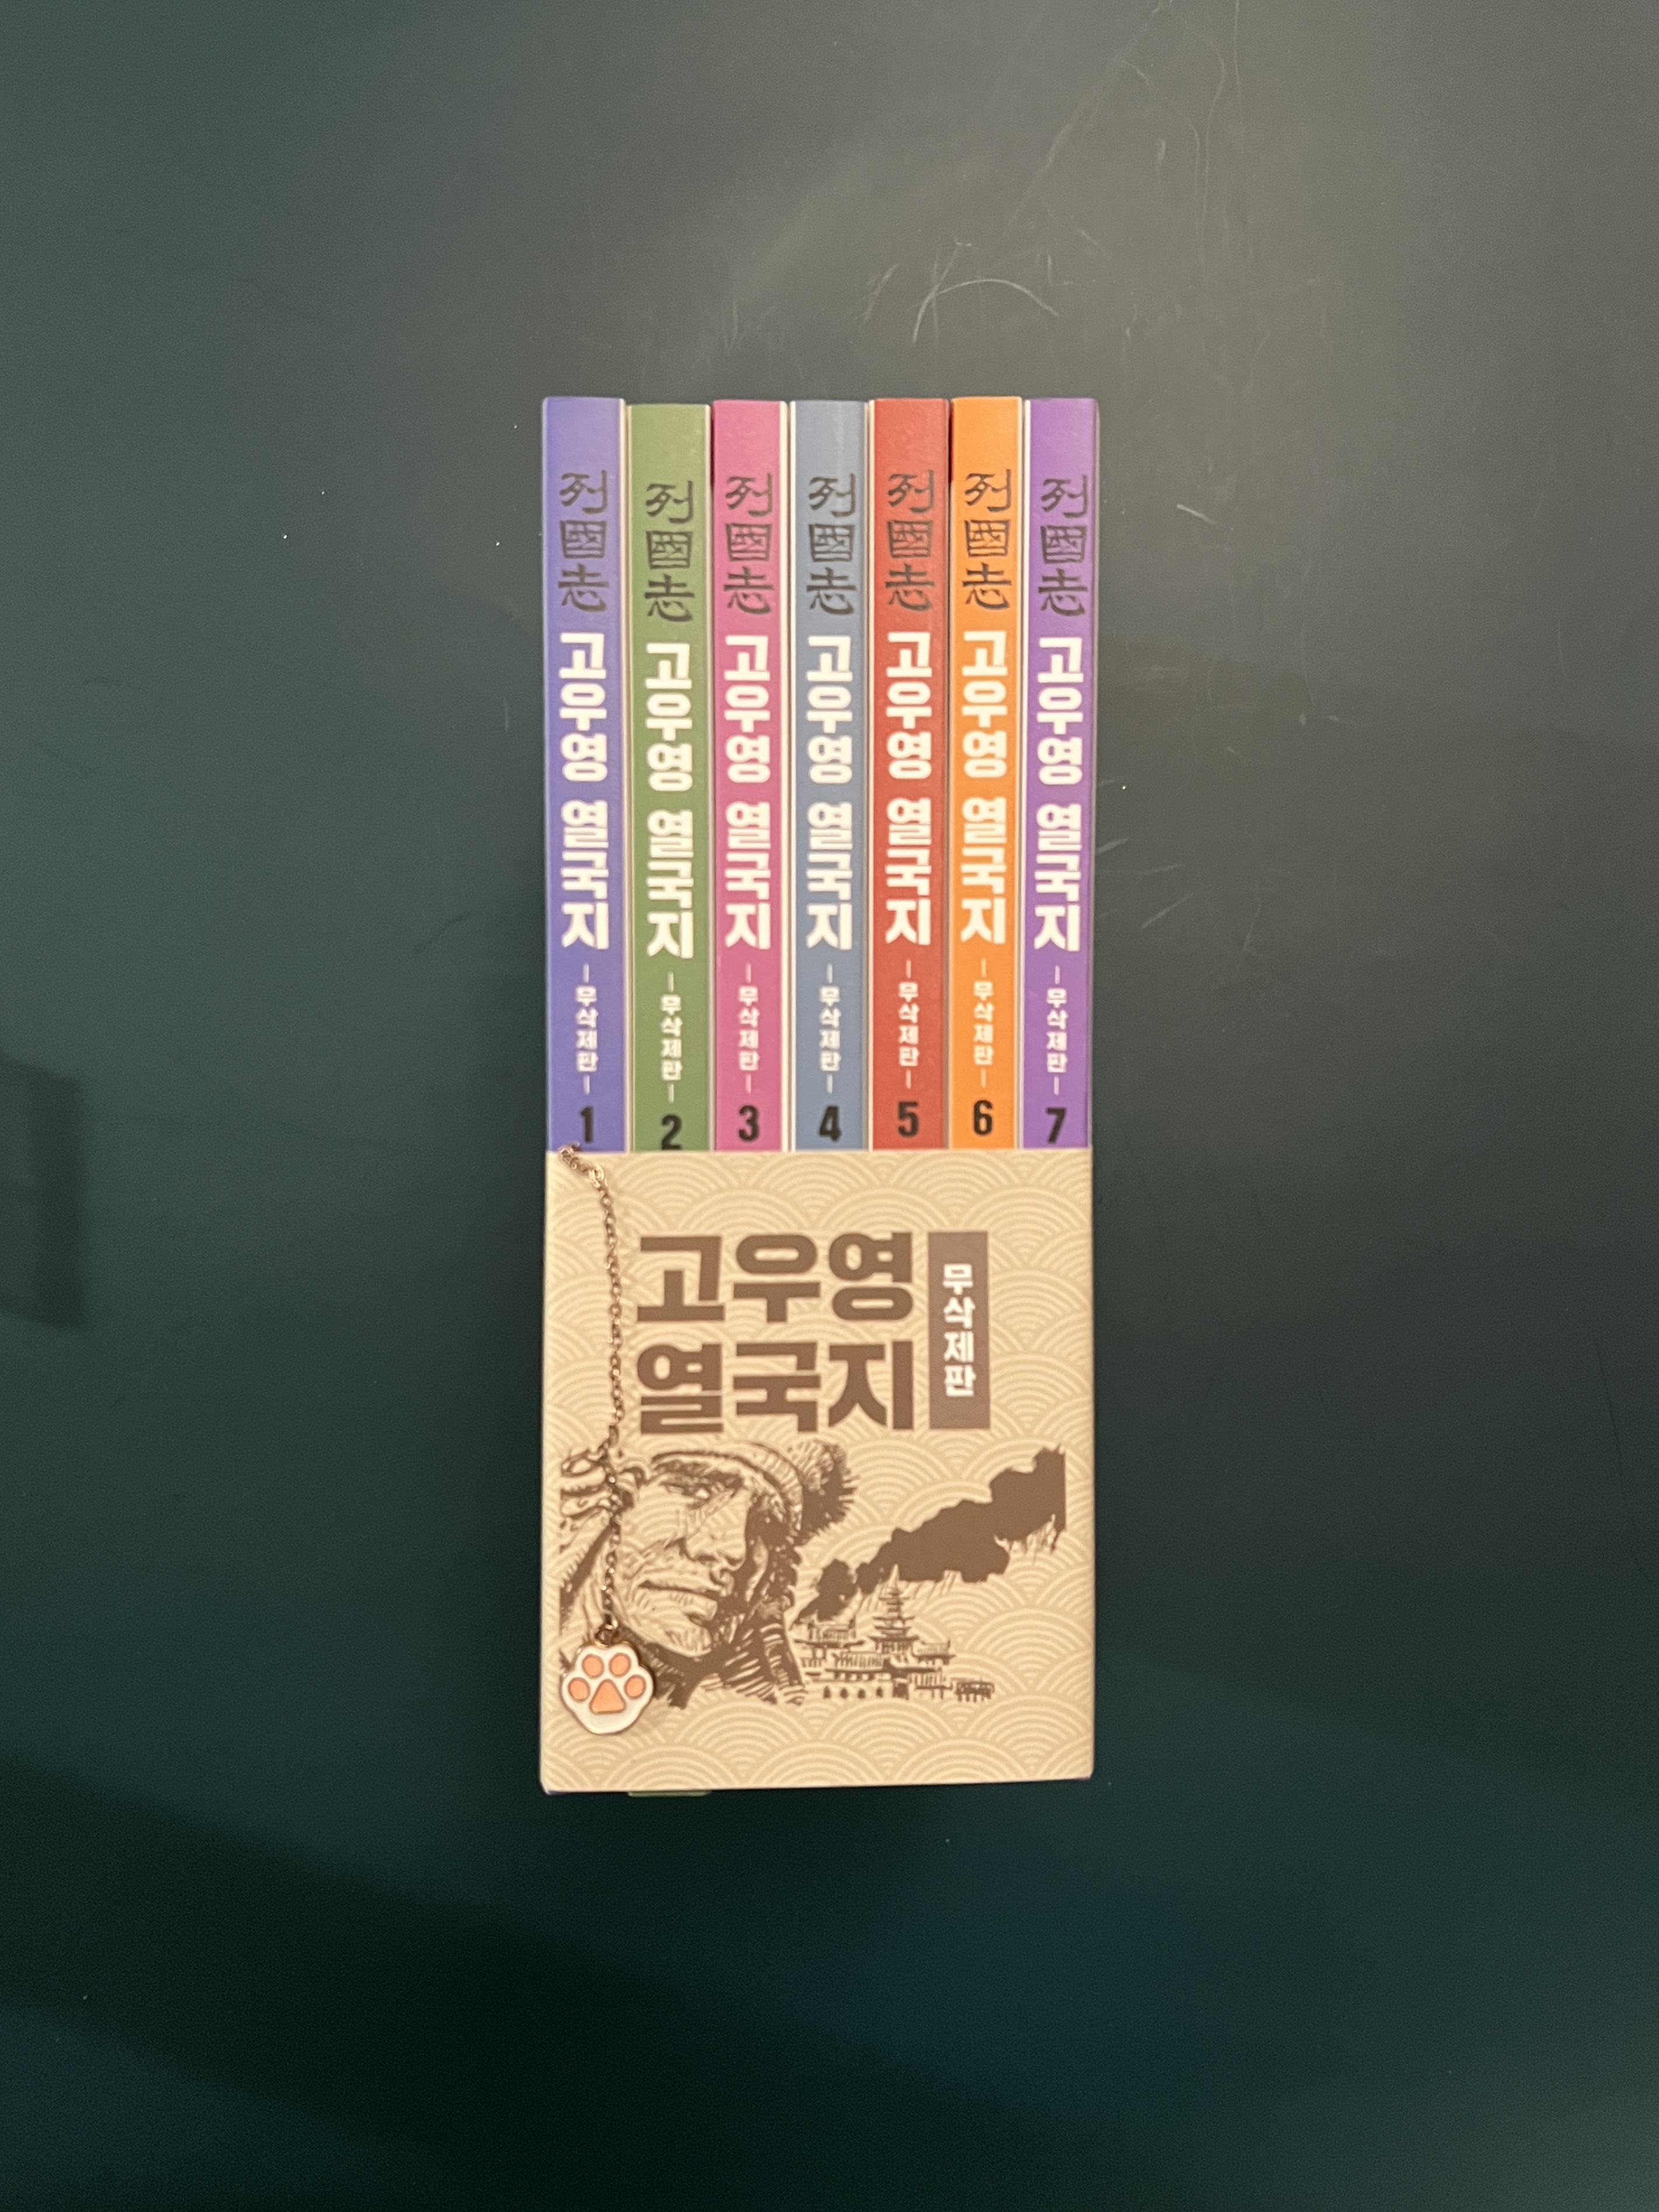 列國志 고우영 열국지 -무삭제판- 1
列國志 고우영 열국지 -무삭제판- 2
列國志 고우영 열국지 -무삭제판- 3
列國志 고우영 열국지 -무삭제판- 4
列國志 고우영 열국지 -무삭제판- 5
列國志 고우영 열국지 -무삭제판- 6
列國志 고우영 열국지 -무삭제판- 7
고우영
열국지
무삭제판